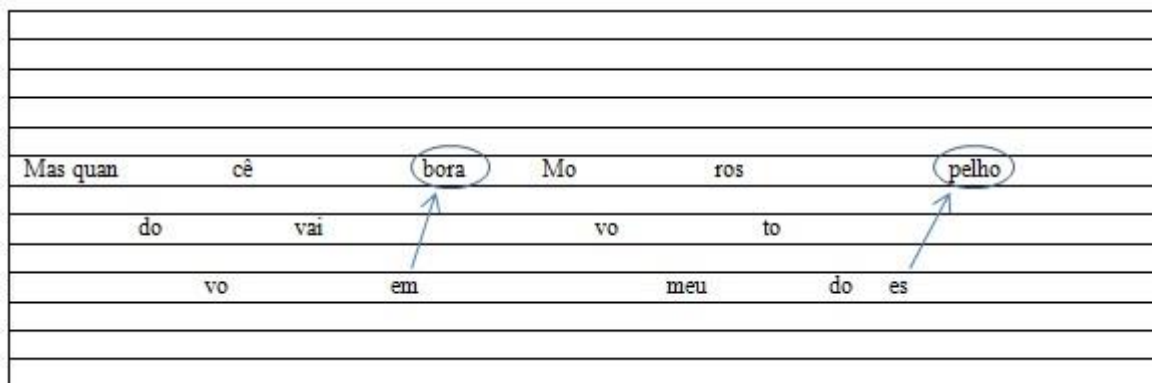 Mas quan cê bora Mo ros pelho
do vai vo to
vo em meu do es